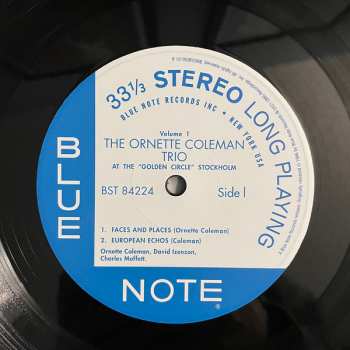 33⅓ STEREO LONG PLAYING
BLUE NOTE RECORDS INC • NEW YORK USA
Volume 1
THE ORNETTE COLEMAN
TRIO
AT THE "GOLDEN CIRCLE" STOCKHOLM
BST 84224 Side I
1. FACES AND PLACES (Ornette Coleman)
2. EUROPEAN ECHOS (Coleman)
Ornette Coleman, David Izenzon,
Charles Moffett.
BLUE
NOTE
®